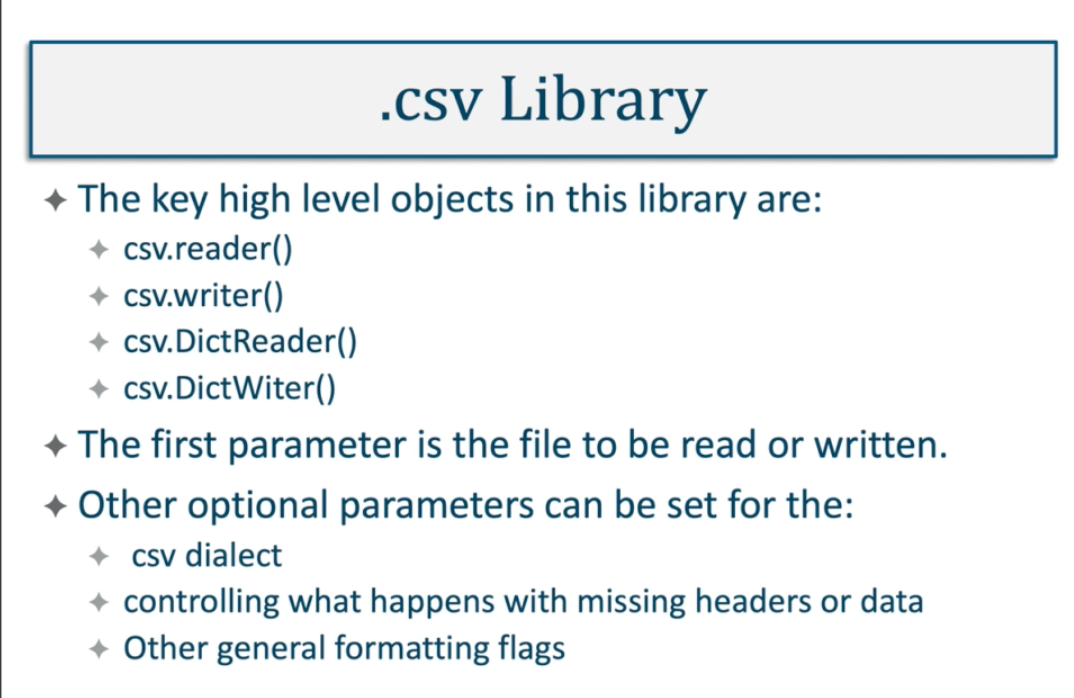 .csv Library
The key high level objects in this library are:
csv.reader()
csv.writer()
csv.DictReader()
csv.DictWiter()
The first parameter is the file to be read or written.
Other optional parameters can be set for the:
csv dialect
controlling what happens with missing headers or data
Other general formatting flags